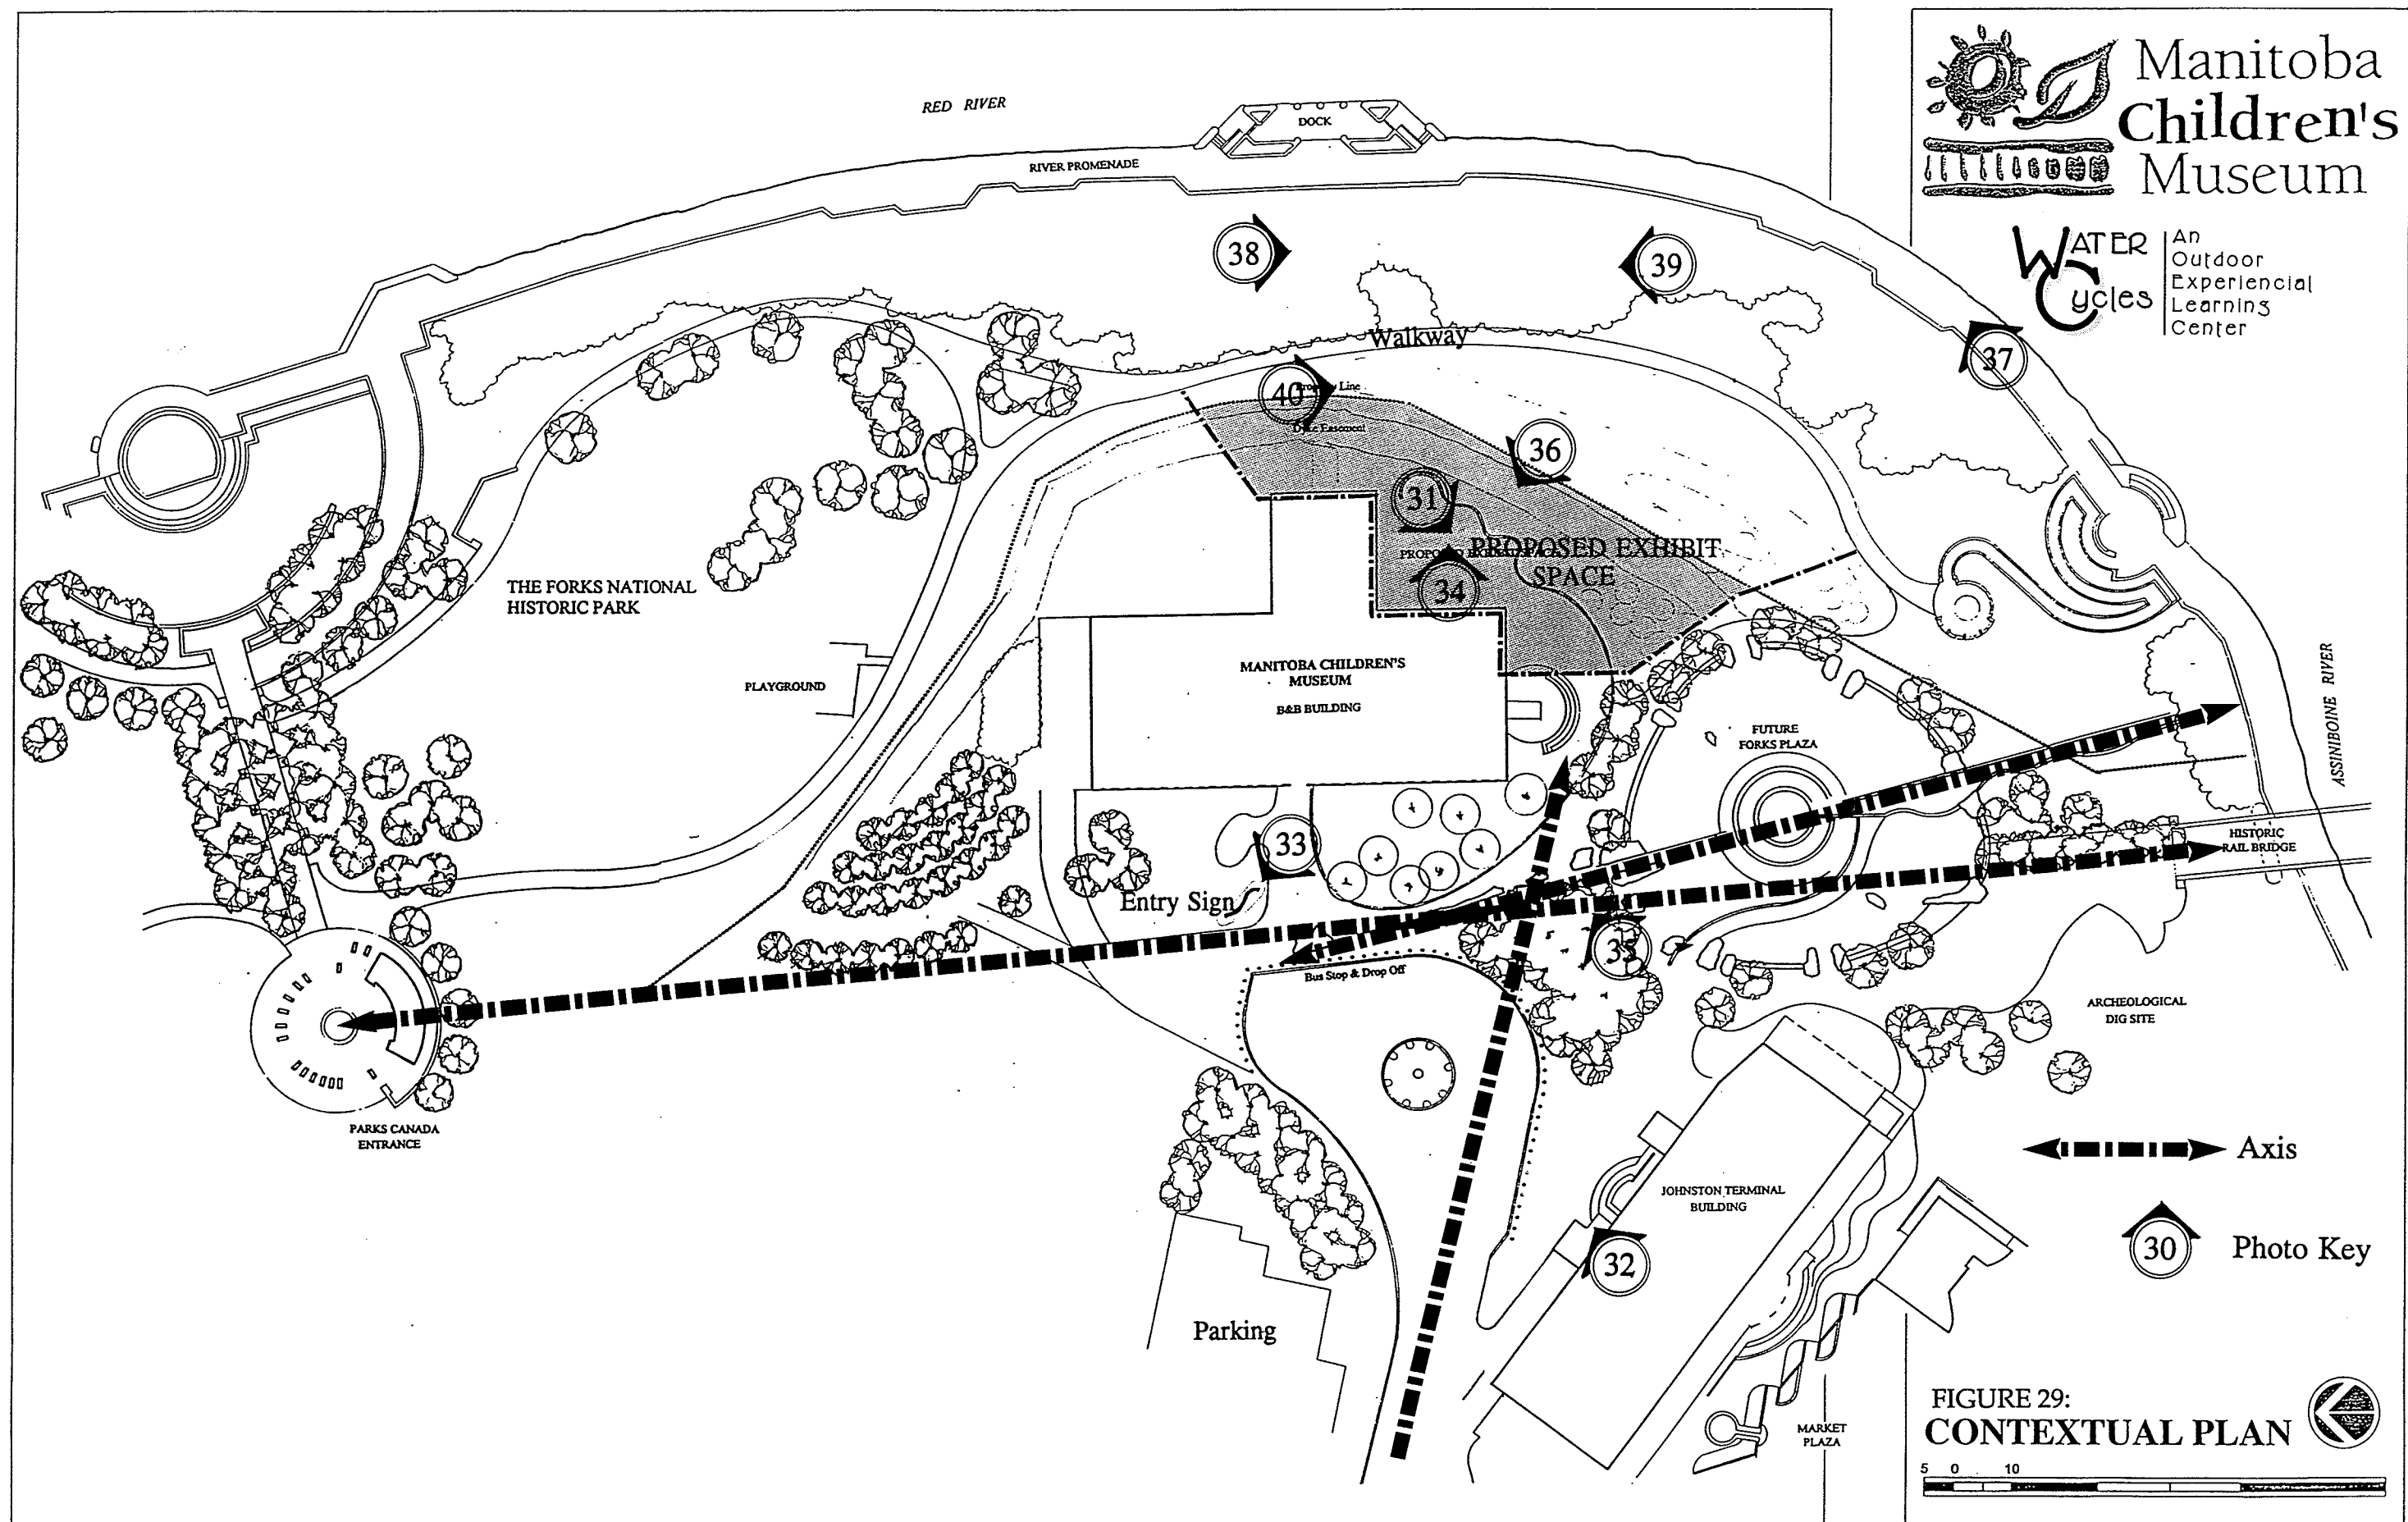 Manitoba
Children's
Museum
WATER
Cycles
An
Outdoor
Experiencial
Learning
Center
RED RIVER
DOCK
RIVER PROMENADE
38
39
37
Walkway
40
Line
Easement
36
31
PROPOSED EXHIBIT
SPACE
34
THE FORKS NATIONAL
HISTORIC PARK
PLAYGROUND
MANITOBA CHILDREN'S
MUSEUM
B&B BUILDING
FUTURE
FORKS PLAZA
ASSINIBOINE RIVER
33
HISTORIC
RAIL BRIDGE
Entry Sign
35
Bus Stop & Drop Off
ARCHEOLOGICAL
DIG SITE
PARKS CANADA
ENTRANCE
Axis
JOHNSTON TERMINAL
BUILDING
32
30
Photo Key
Parking
MARKET
PLAZA
FIGURE 29:
CONTEXTUAL PLAN
5 0 10